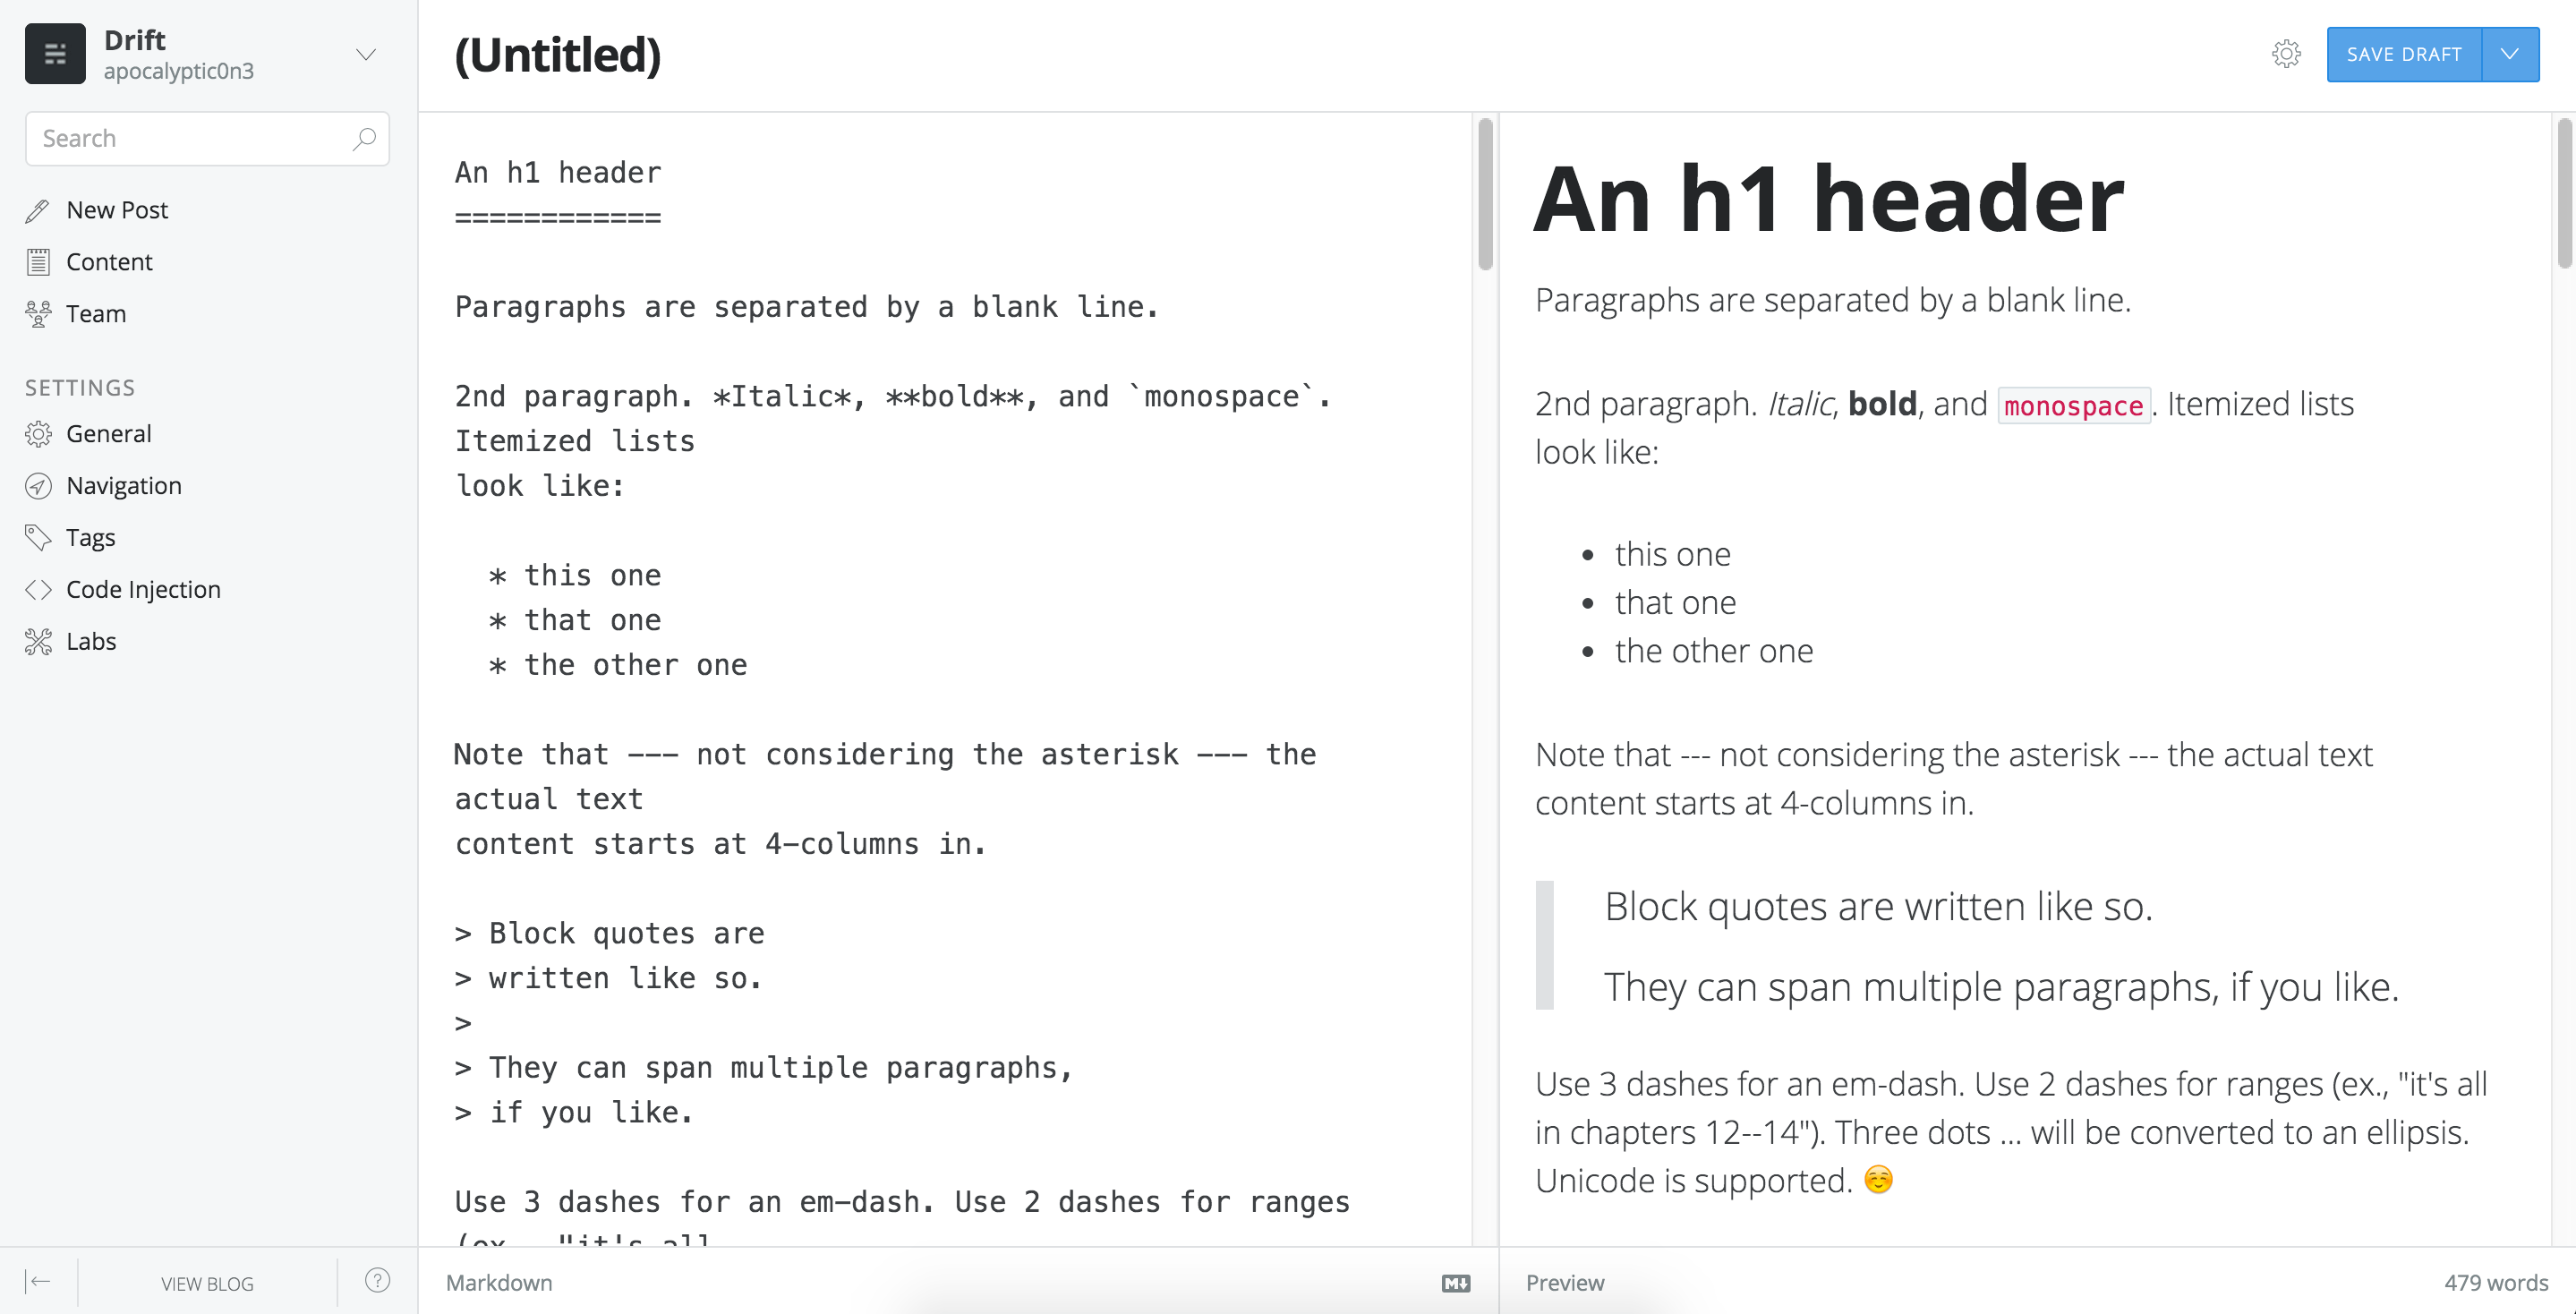 Drift
apocalyptic0n3
Search
New Post
Content
Team
SETTINGS
General
Navigation
Tags
Code Injection
Labs
VIEW BLOG
?
(Untitled)
SAVE DRAFT
An h1 header
============
Paragraphs are separated by a blank line.
2nd paragraph. *Italic*, **bold**, and `monospace`.
Itemized lists
look like:
* this one
* that one
* the other one
Note that --- not considering the asterisk --- the
actual text
content starts at 4-columns in.
> Block quotes are
> written like so.
>
> They can span multiple paragraphs,
> if you like.
Use 3 dashes for an em-dash. Use 2 dashes for ranges
(ex., "it's all
Markdown
M
An h1 header
Paragraphs are separated by a blank line.
2nd paragraph. Italic, bold, and monospace. Itemized lists
look like:
• this one
• that one
• the other one
Note that --- not considering the asterisk --- the actual text
content starts at 4-columns in.
Block quotes are written like so.
They can span multiple paragraphs, if you like.
Use 3 dashes for an em-dash. Use 2 dashes for ranges (ex., "it's all
in chapters 12--14"). Three dots ... will be converted to an ellipsis.
Unicode is supported. ☺️
Preview
479 words